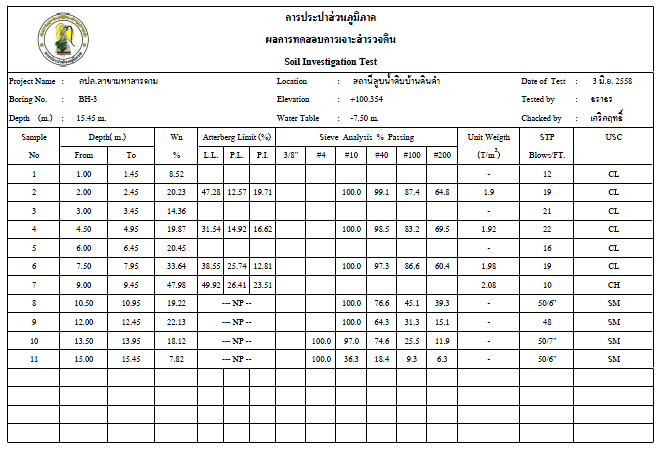 การประปาส่วนภูมิภาค
ผลการทดสอบการเจาะสำรวจดิน
Soil Investigation Test
Project Name : คปภ.สาขามหาสารคาม Location : สถานีสูบน้ำดิบบ้านดินดำ Date of Test : 3 มิ.ย. 2558
Boring No. : BH-3 Elevation : +100.354 Tested by : อราอร
Depth (m.) : 15.45 m. Water Table : -7.50 m. Chacked by : เกริกฤทธิ์
Sample Depth( m.) Wn Atterberg Limit (%) Sieve Analysis % Passing Unit Weigth STP USC
No From To % L.L. P.L. P.I. 3/8" #4 #10 #40 #100 #200 (T/m3) Blows/FT.
1 1.00 1.45 8.52 - 12 CL
2 2.00 2.45 20.23 47.28 12.57 19.71 100.0 99.1 87.4 64.8 1.9 19 CL
3 3.00 3.45 14.36 - 21 CL
4 4.50 4.95 19.87 31.54 14.92 16.62 100.0 98.5 83.2 69.5 1.92 22 CL
5 6.00 6.45 20.45 - 16 CL
6 7.50 7.95 33.64 38.55 25.74 12.81 100.0 97.3 86.6 60.4 1.98 19 CL
7 9.00 9.45 47.98 49.92 26.41 23.51 2.08 10 CH
8 10.50 10.95 19.22 --- NP -- 100.0 76.6 45.1 39.3 - 50/6" SM
9 12.00 12.45 22.13 --- NP -- 100.0 64.3 31.3 15.1 - 48 SM
10 13.50 13.95 18.12 --- NP -- 100.0 97.0 74.6 25.5 11.9 - 50/7" SM
11 15.00 15.45 7.82 --- NP -- 100.0 36.3 18.4 9.3 6.3 - 50/6" SM